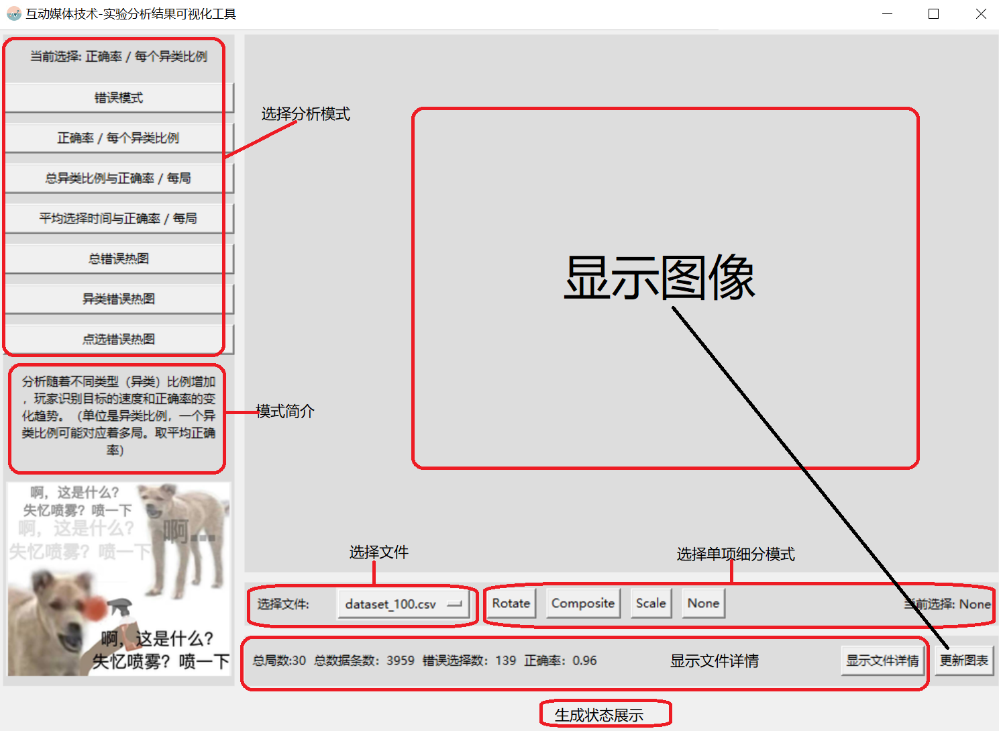 互动媒体技术-实验分析结果可视化工具
当前选择: 正确率 / 每个异类比例
错误模式
正确率 / 每个异类比例
总异类比例与正确率 / 每局
平均选择时间与正确率 / 每局
总错误热图
异类错误热图
点选错误热图
选择分析模式
显示图像
分析随着不同类型（异类）比例增加
，玩家识别目标的速度和正确率的变
化趋势。（单位是异类比例，一个异
类比例可能对应着多局。取平均正确
率）
模式简介
啊，这是什么？
失忆喷雾？喷一下
啊，这是什么？
失忆喷雾？喷一下
啊...
啊，这是什么？
失忆喷雾？喷一下
选择文件
选择单项细分模式
选择文件:
dataset_100.csv
Rotate
Composite
Scale
None
当前选择: None
总局数:30 总数据条数：3959 错误选择数：139 正确率：0.96
显示文件详情
显示文件详情
更新图表
生成状态展示